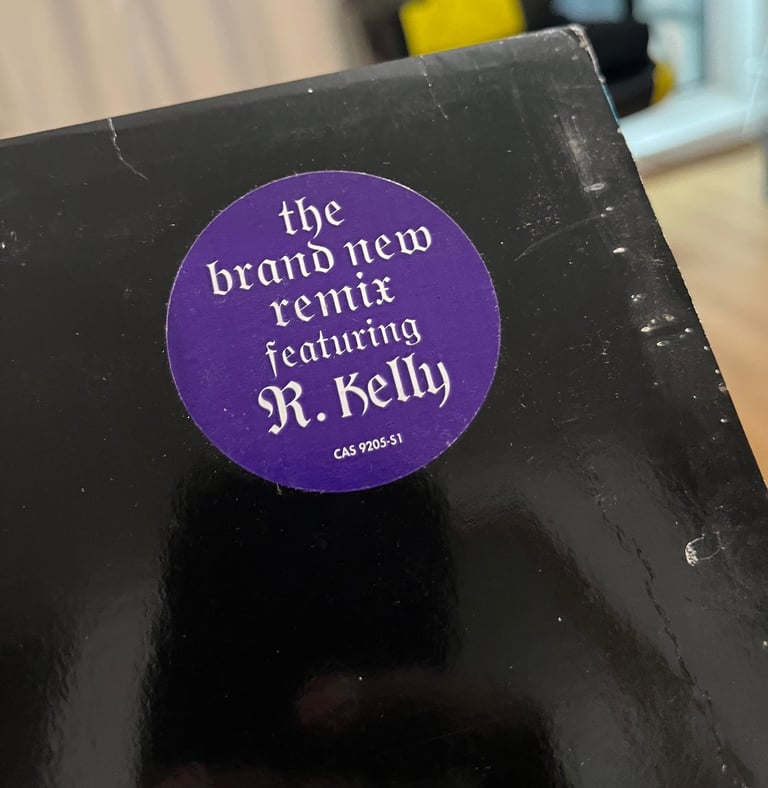 the
brand new
remix
featuring
R. Kelly
CAS 9205-S1